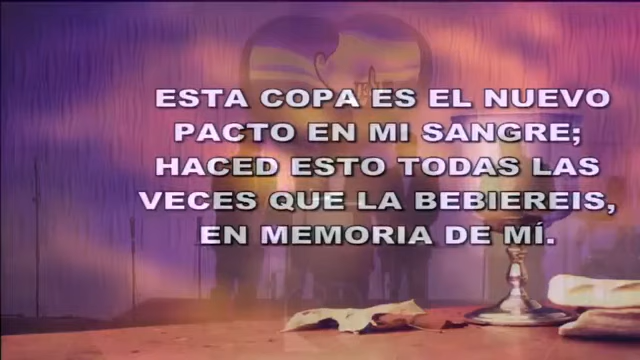 ESTA COPA ES EL NUEVO
PACTO EN MI SANGRE;
HACED ESTO TODAS LAS
VECES QUE LA BEBIEREIS,
EN MEMORIA DE MÍ.